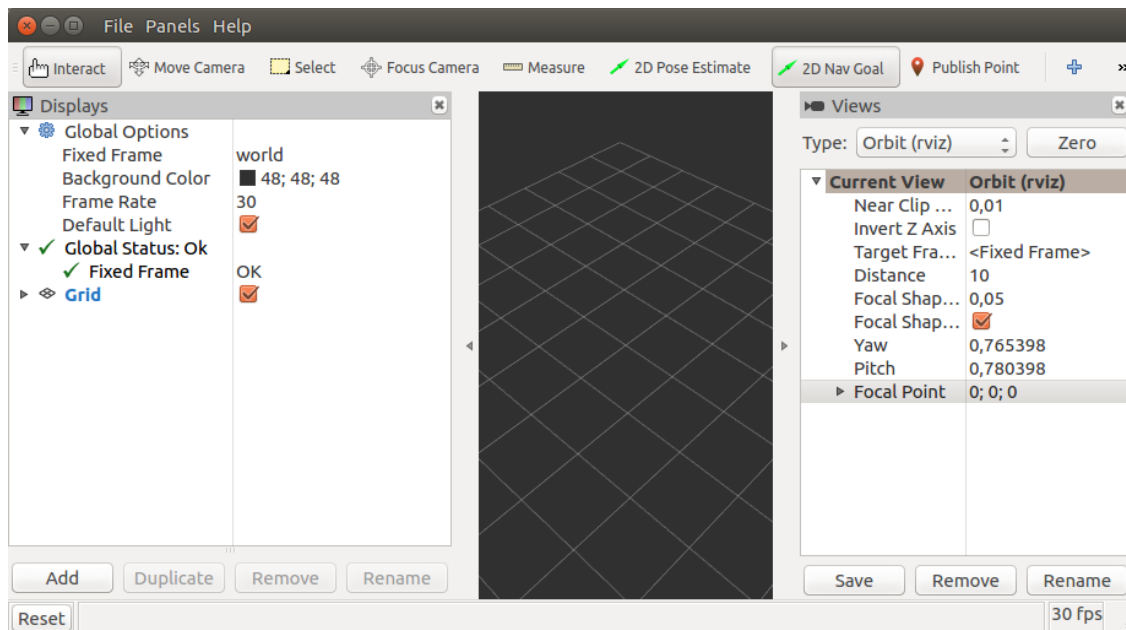 File Panels Help
Interact Move Camera Select Focus Camera Measure 2D Pose Estimate 2D Nav Goal Publish Point »
Displays
Global Options
Fixed Frame world
Background Color 48; 48; 48
Frame Rate 30
Default Light
Global Status: Ok
Fixed Frame OK
Grid
Add Duplicate Remove Rename
Views
Type: Orbit (rviz) Zero
Current View Orbit (rviz)
Near Clip ... 0,01
Invert Z Axis
Target Fra... <Fixed Frame>
Distance 10
Focal Shap... 0,05
Focal Shap...
Yaw 0,765398
Pitch 0,780398
Focal Point 0; 0; 0
Save Remove Rename
Reset 30 fps